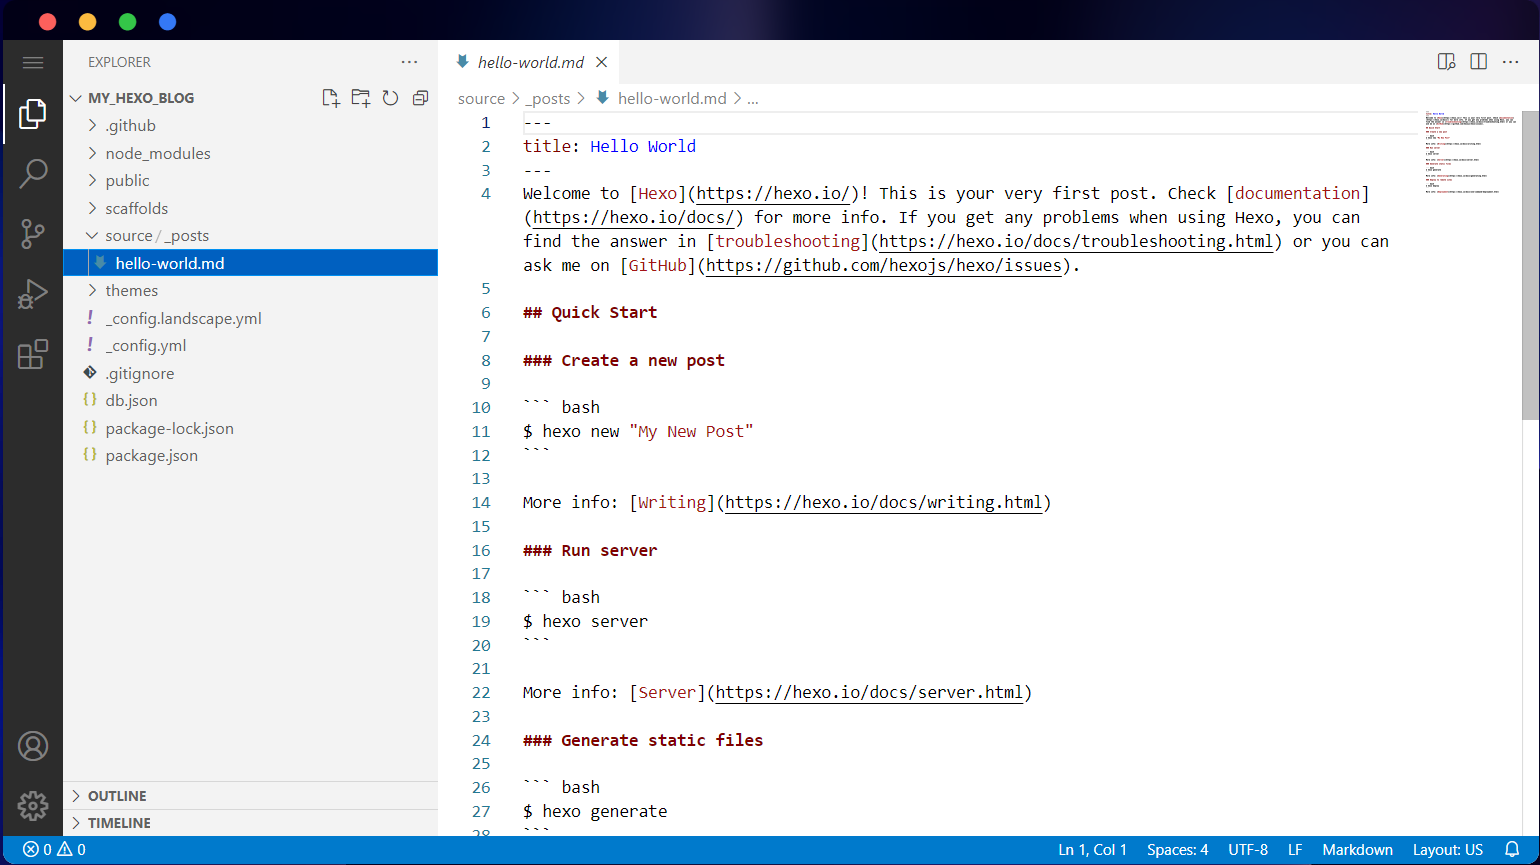 EXPLORER
MY_HEXO_BLOG
.github
node_modules
public
scaffolds
source / _posts
hello-world.md
themes
! _config.landscape.yml
! _config.yml
.gitignore
{} db.json
{} package-lock.json
{} package.json
OUTLINE
TIMELINE
hello-world.md
source > _posts > hello-world.md > ...
1 ---
2 title: Hello World
3 ---
4 Welcome to [Hexo](https://hexo.io/)! This is your very first post. Check [documentation]
(https://hexo.io/docs/) for more info. If you get any problems when using Hexo, you can
find the answer in [troubleshooting](https://hexo.io/docs/troubleshooting.html) or you can
ask me on [GitHub](https://github.com/hexojs/hexo/issues).
5
6 ## Quick Start
7
8 ### Create a new post
9
10 ``` bash
11 $ hexo new "My New Post"
12 ```
13
14 More info: [Writing](https://hexo.io/docs/writing.html)
15
16 ### Run server
17
18 ``` bash
19 $ hexo server
20 ```
21
22 More info: [Server](https://hexo.io/docs/server.html)
23
24 ### Generate static files
25
26 ``` bash
27 $ hexo generate
28 ```
0 0
Ln 1, Col 1 Spaces: 4 UTF-8 LF Markdown Layout: US